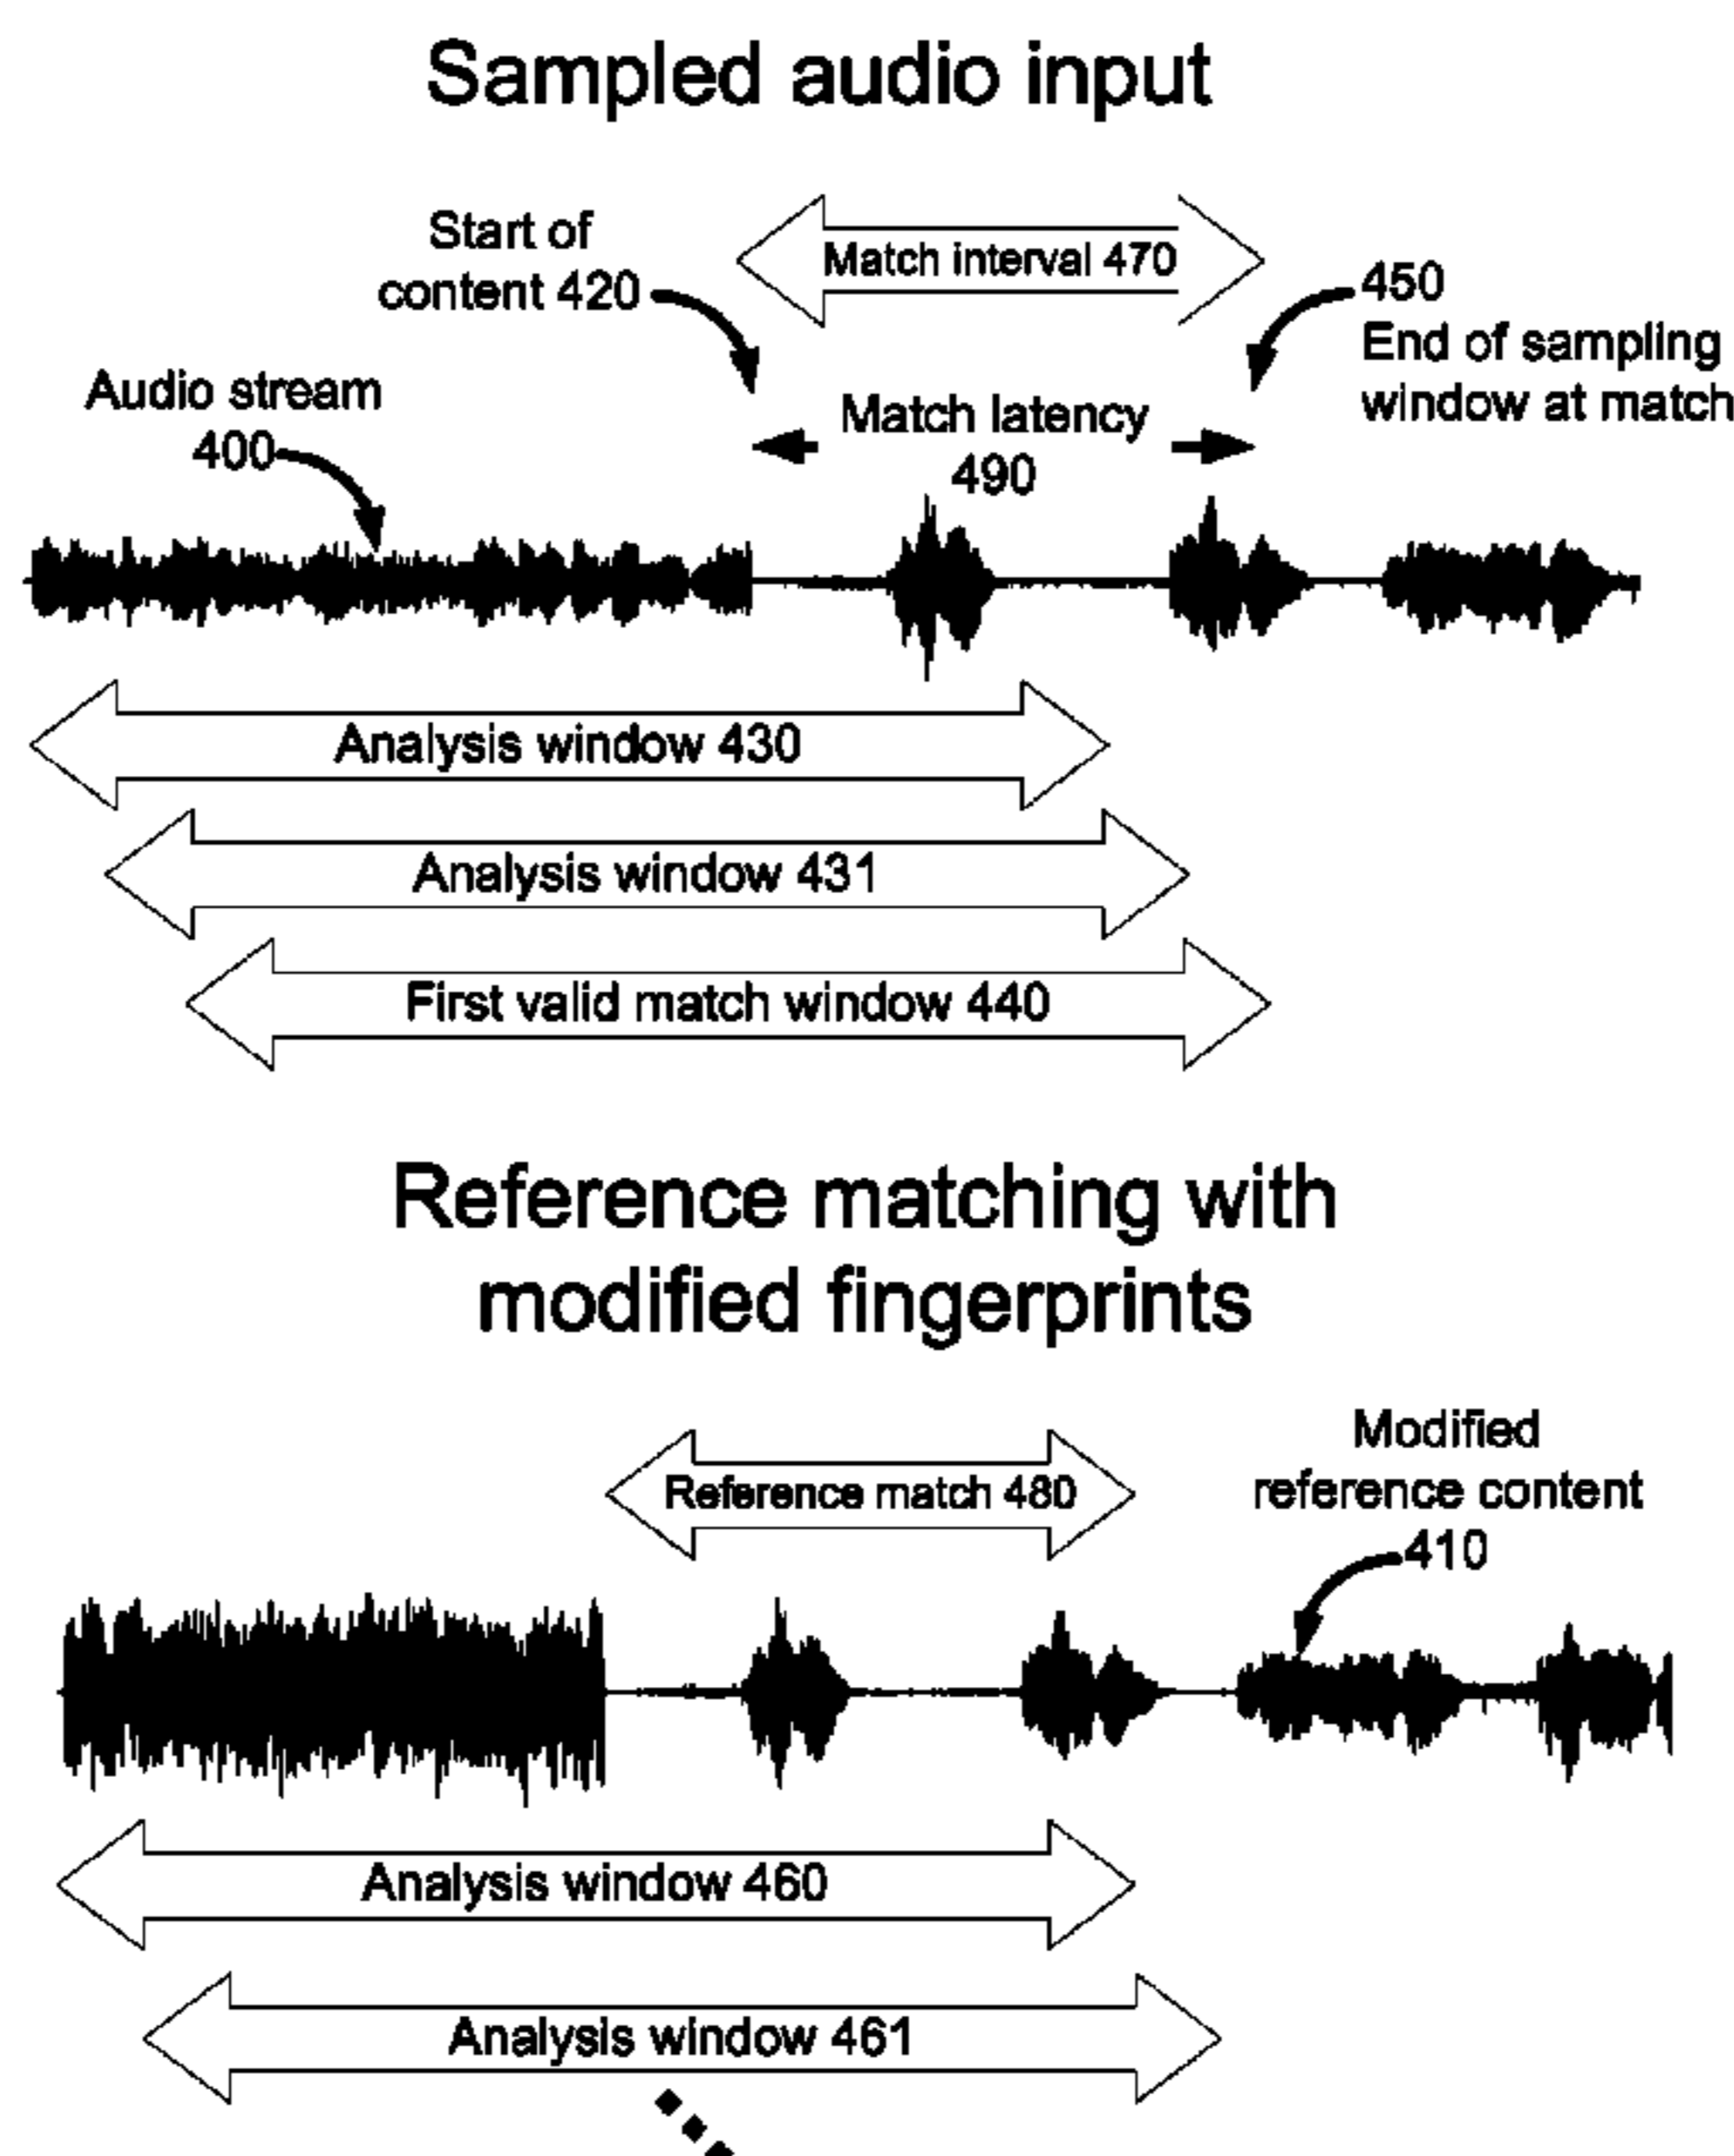 Sampled audio input
Start of
content 420
Match interval 470
450
End of sampling
window at match
Audio stream
400
Match latency
490
Analysis window 430
Analysis window 431
First valid match window 440
Reference matching with
modified fingerprints
Reference match 480
Modified
reference content
410
Analysis window 460
Analysis window 461